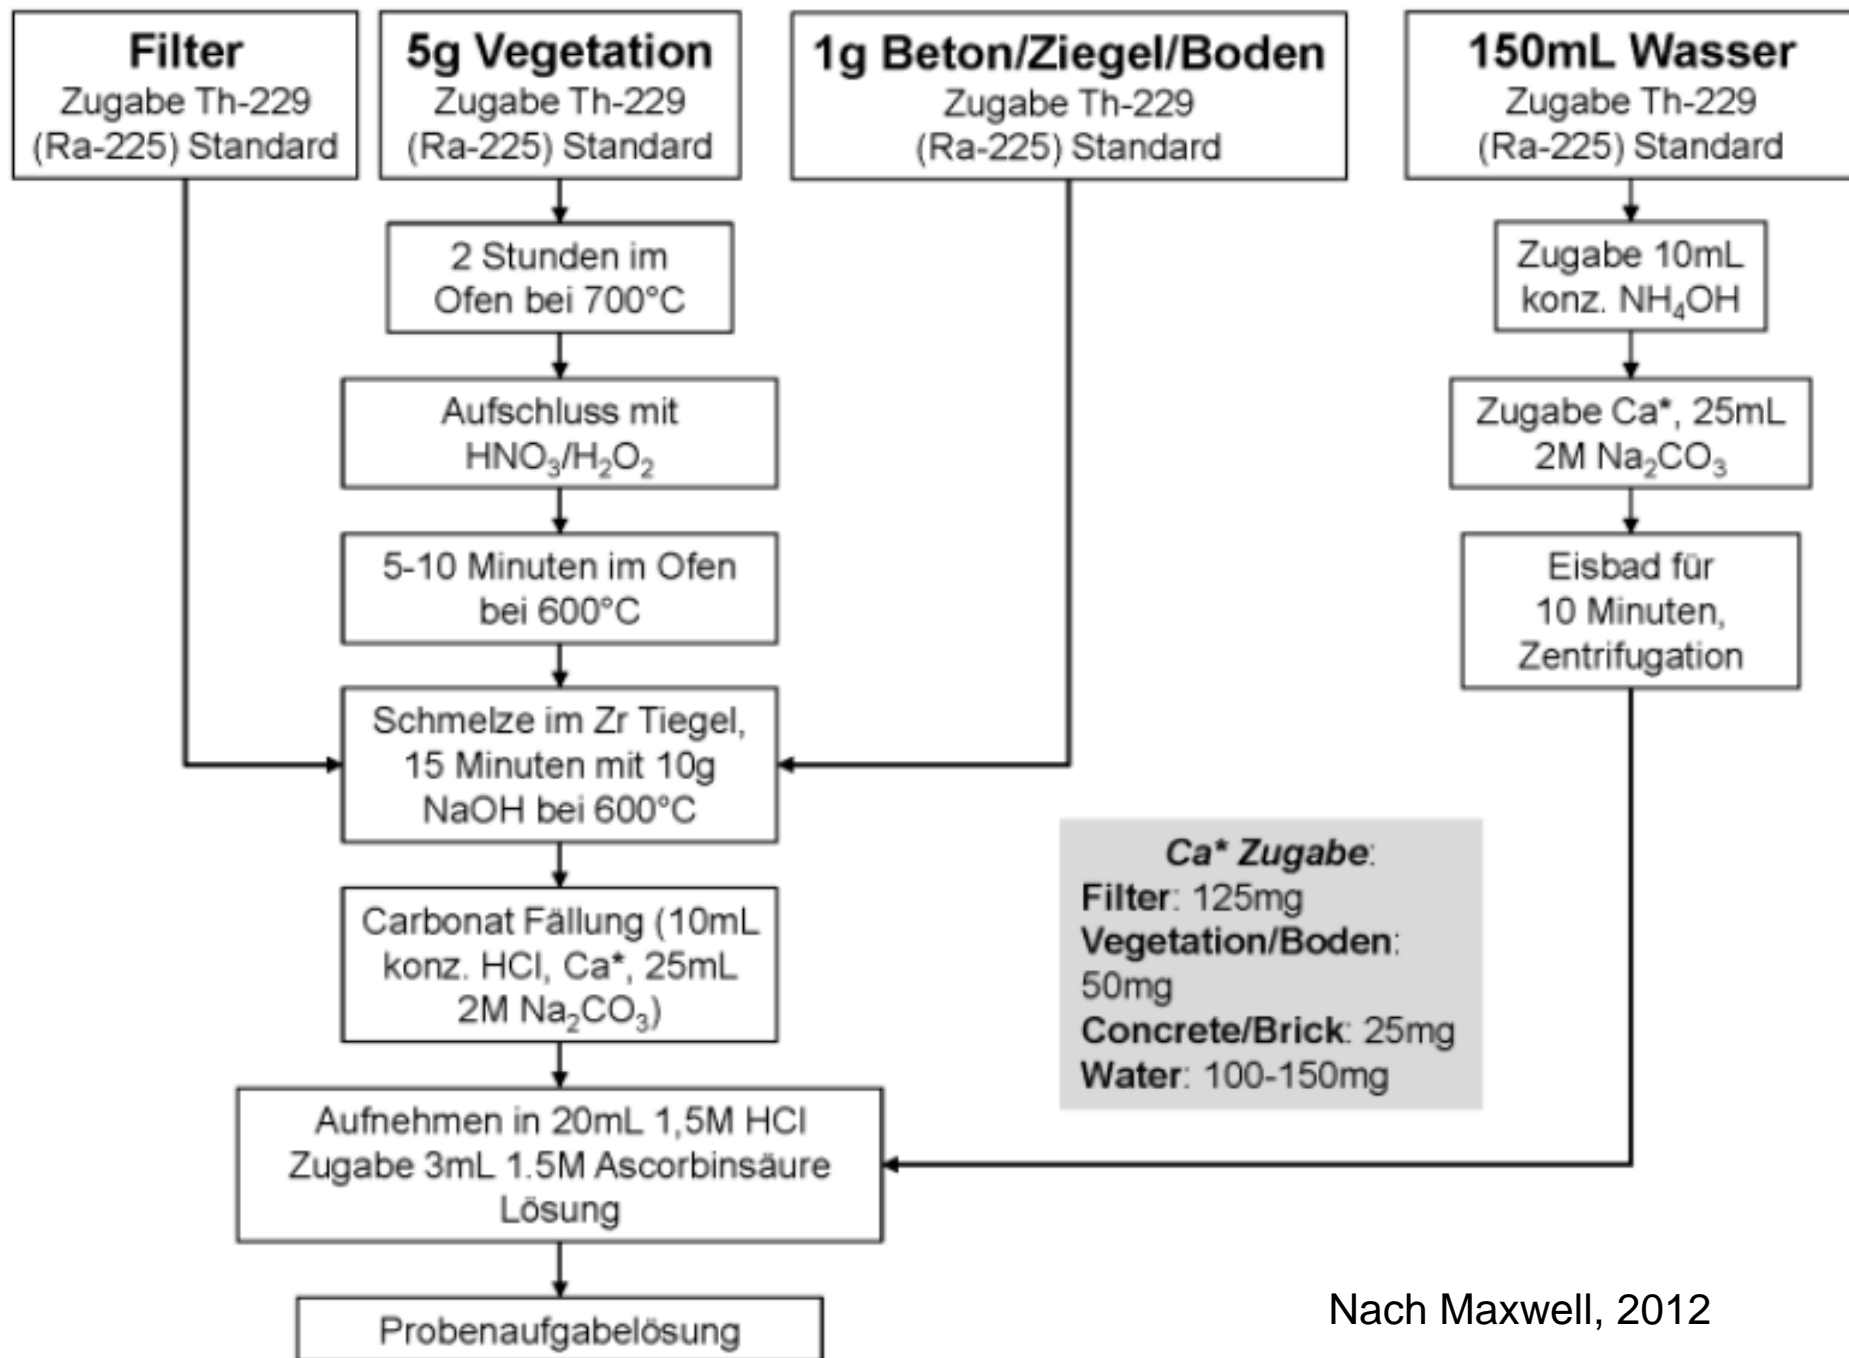 Filter
Zugabe Th-229
(Ra-225) Standard
5g Vegetation
Zugabe Th-229
(Ra-225) Standard
2 Stunden im
Ofen bei 700°C
Aufschluss mit
HNO₃/H₂O₂
5-10 Minuten im Ofen
bei 600°C
1g Beton/Ziegel/Boden
Zugabe Th-229
(Ra-225) Standard
Schmelze im Zr Tiegel,
15 Minuten mit 10g
NaOH bei 600°C
Carbonat Fällung (10mL
konz. HCl, Ca*, 25mL
2M Na₂CO₃)
150mL Wasser
Zugabe Th-229
(Ra-225) Standard
Zugabe 10mL
konz. NH₄OH
Zugabe Ca*, 25mL
2M Na₂CO₃
Eisbad für
10 Minuten,
Zentrifugation
Ca* Zugabe:
Filter: 125mg
Vegetation/Boden:
50mg
Concrete/Brick: 25mg
Water: 100-150mg
Aufnehmen in 20mL 1,5M HCl
Zugabe 3mL 1.5M Ascorbinsäure
Lösung
Probenaufgabelösung
Nach Maxwell, 2012